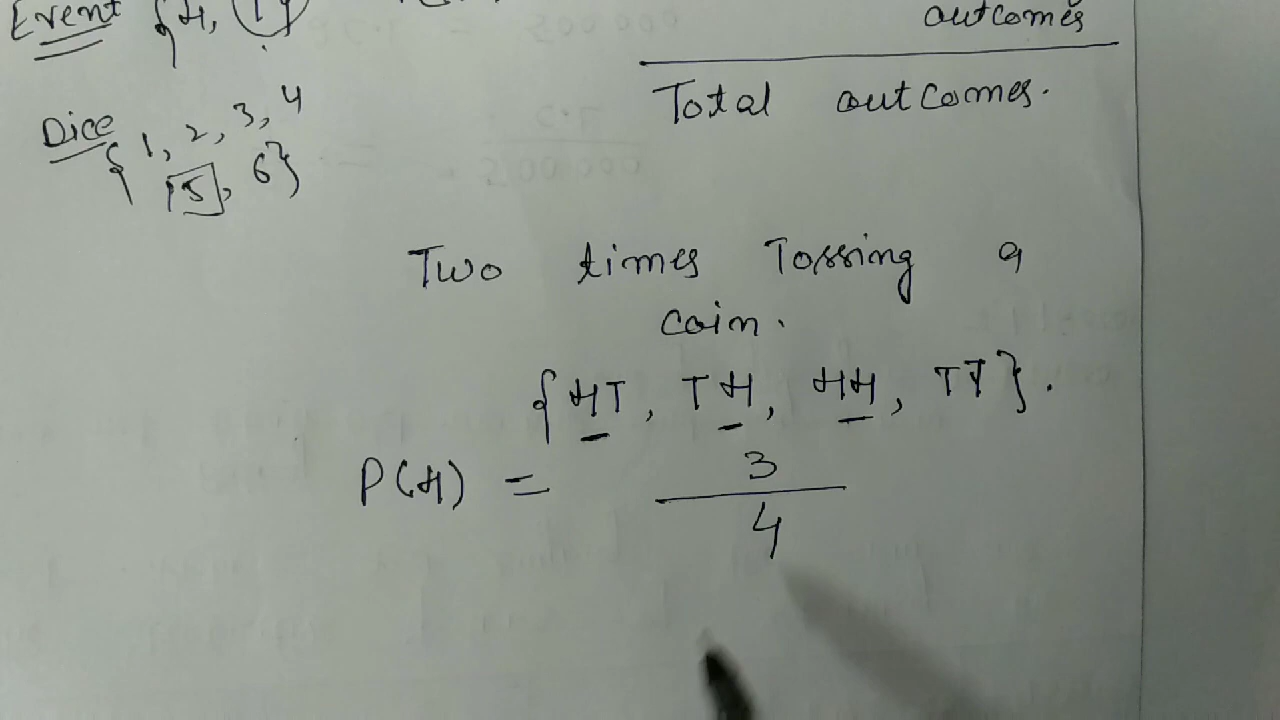 Event {H, T}
outcomes
Total outcomes.
Dice
{1, 2, 3, 4
5, 6}
Two times Tossing a
coin.
{HT, TH, HH, TT}.
P(H) = 3
4